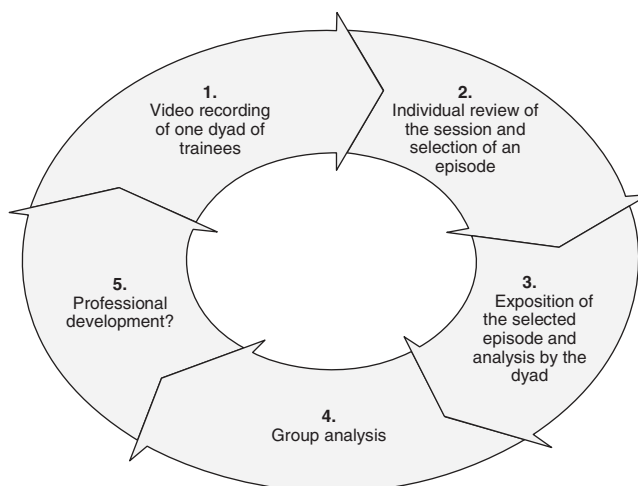 1.
Video recording
of one dyad of
trainees
2.
Individual review of
the session and
selection of an
episode
3.
Exposition of
the selected
episode and
analysis by the
dyad
4.
Group analysis
5.
Professional
development?